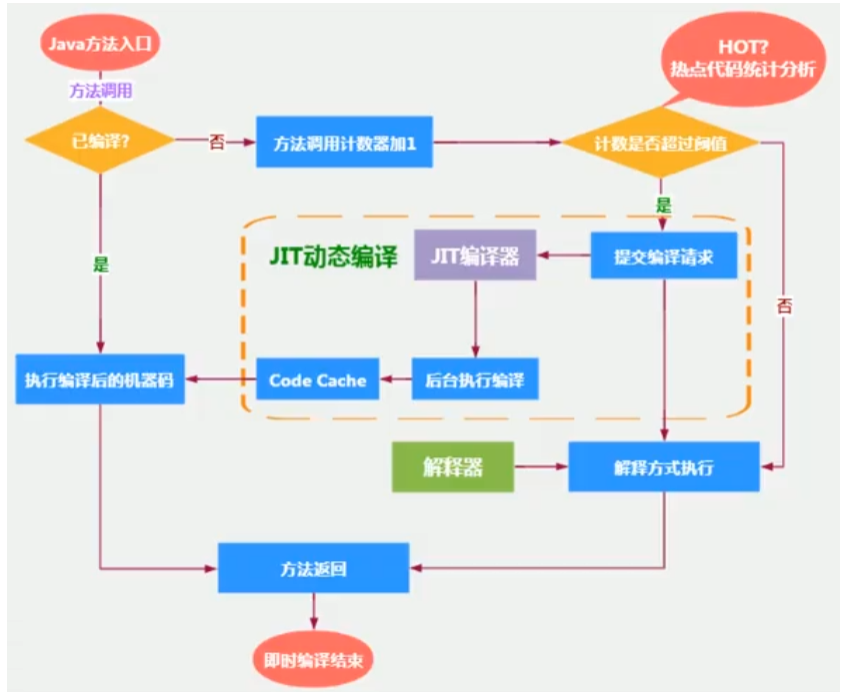 Java方法入口
HOT?
热点代码统计分析
方法调用
已编译?
否
方法调用计数器加1
计数是否超过阈值
是
JIT动态编译
JIT编译器
提交编译请求
是
否
执行编译后的机器码
Code Cache
后台执行编译
解释器
解释方式执行
方法返回
即时编译结束